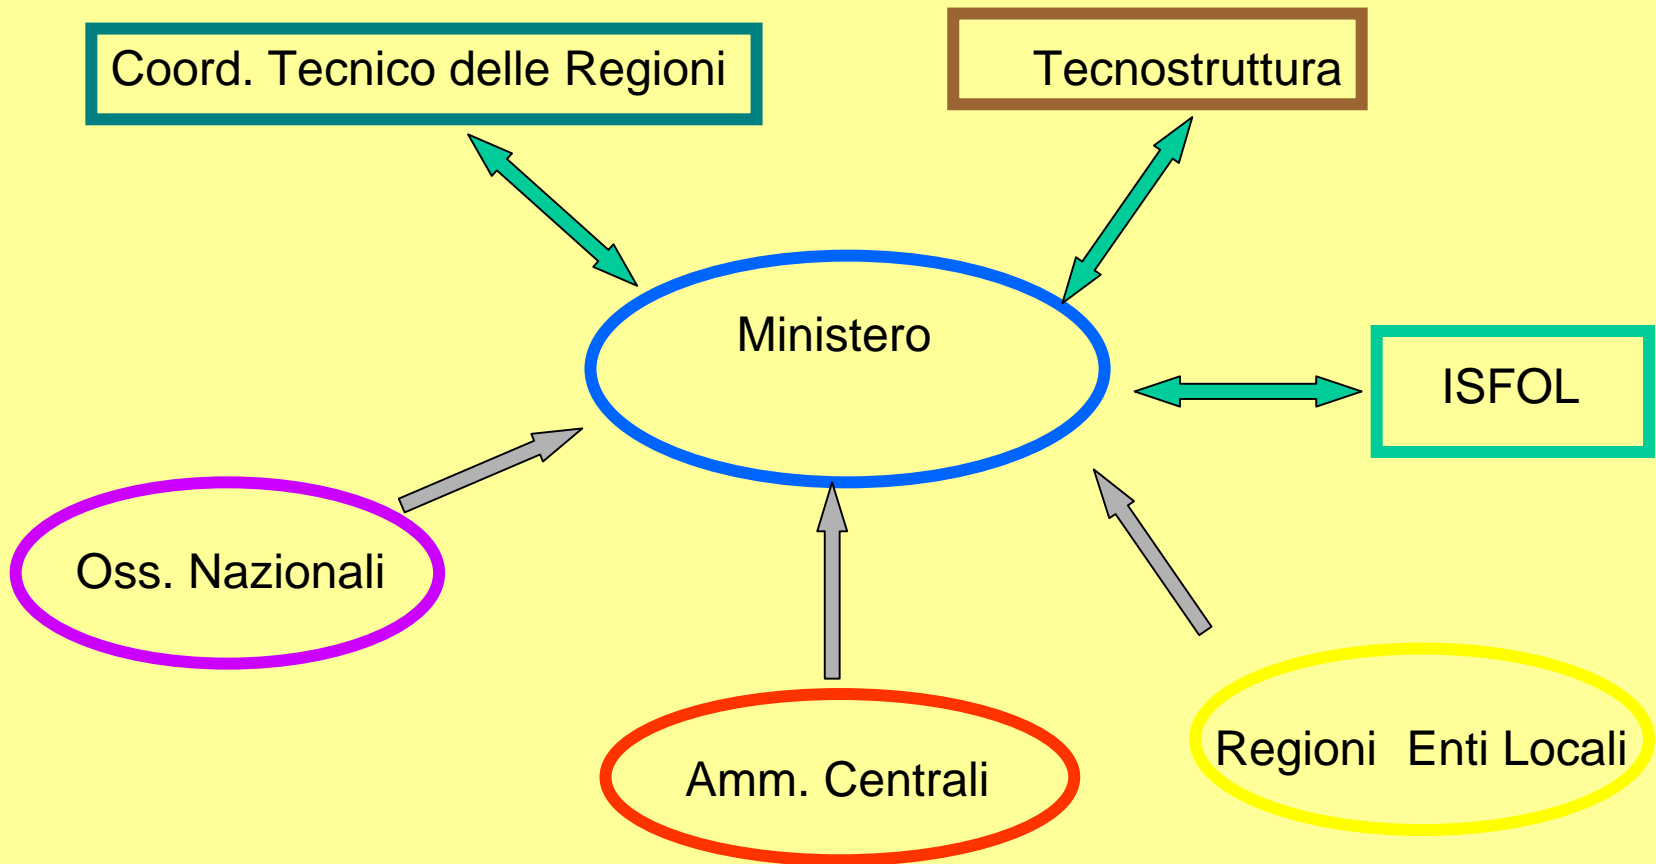 Coord. Tecnico delle Regioni
Tecnostruttura
Ministero
ISFOL
Oss. Nazionali
Regioni Enti Locali
Amm. Centrali